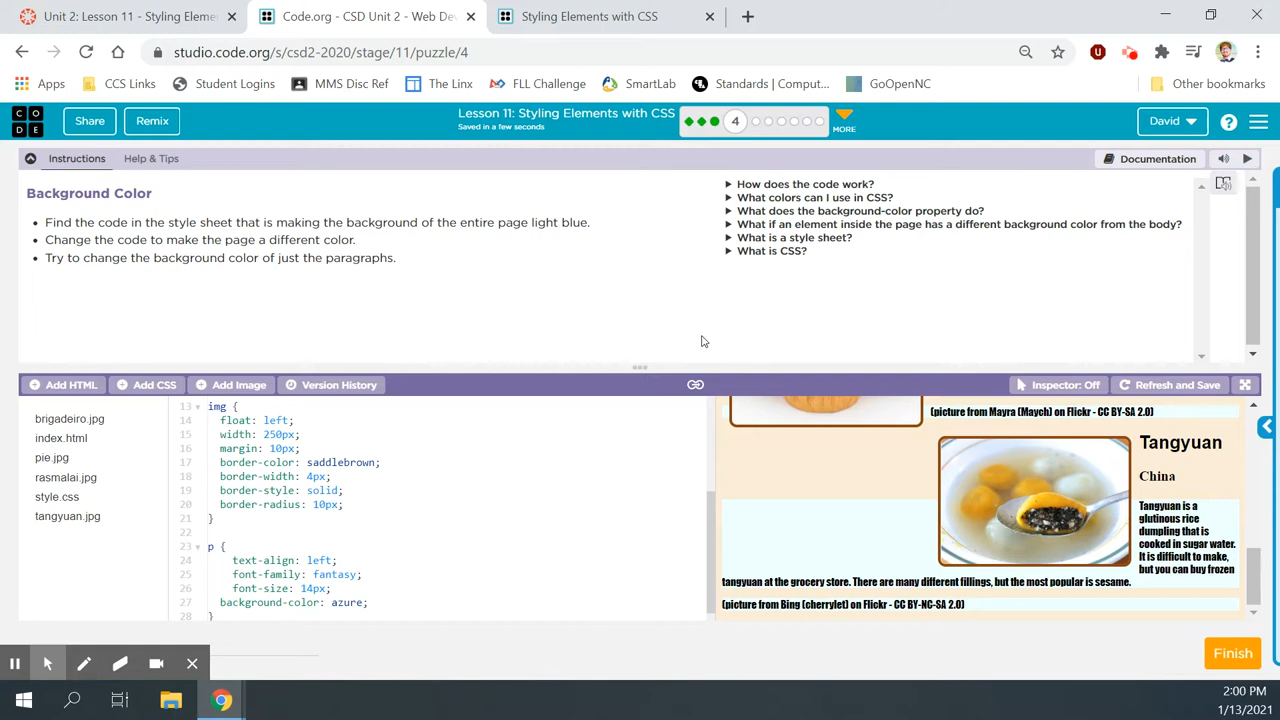 Unit 2: Lesson 11 - Styling Eleme
Code.org - CSD Unit 2 - Web De
Styling Elements with CSS
studio.code.org/s/csd2-2020/stage/11/puzzle/4
Apps
CCS Links
Student Logins
MMS Disc Ref
The Linx
FLL Challenge
SmartLab
Standards | Comput...
GoOpenNC
Other bookmarks
C O
D E
Share
Remix
Lesson 11: Styling Elements with CSS
Saved in a few seconds
4
MORE
David
Instructions
Help & Tips
Documentation
Background Color
• Find the code in the style sheet that is making the background of the entire page light blue.
• Change the code to make the page a different color.
• Try to change the background color of just the paragraphs.
How does the code work?
What colors can I use in CSS?
What does the background-color property do?
What if an element inside the page has a different background color from the body?
What is a style sheet?
What is CSS?
Add HTML
Add CSS
Add Image
Version History
Inspector: Off
Refresh and Save
brigadeiro.jpg
index.html
pie.jpg
rasmalai.jpg
style.css
tangyuan.jpg
13 img {
14 float: left;
15 width: 250px;
16 margin: 10px;
17 border-color: saddlebrown;
18 border-width: 4px;
19 border-style: solid;
20 border-radius: 10px;
21 }
22
23 p {
24 text-align: left;
25 font-family: fantasy;
26 font-size: 14px;
27 background-color: azure;
28 }
(picture from Mayra (Maych) on Flickr - CC BY-SA 2.0)
Tangyuan
China
Tangyuan is a
glutinous rice
dumpling that is
cooked in sugar water.
It is difficult to make,
but you can buy frozen
tangyuan at the grocery store. There are many different fillings, but the most popular is sesame.
(picture from Bing (cherrylet) on Flickr - CC BY-NC-SA 2.0)
Finish
2:00 PM
1/13/2021